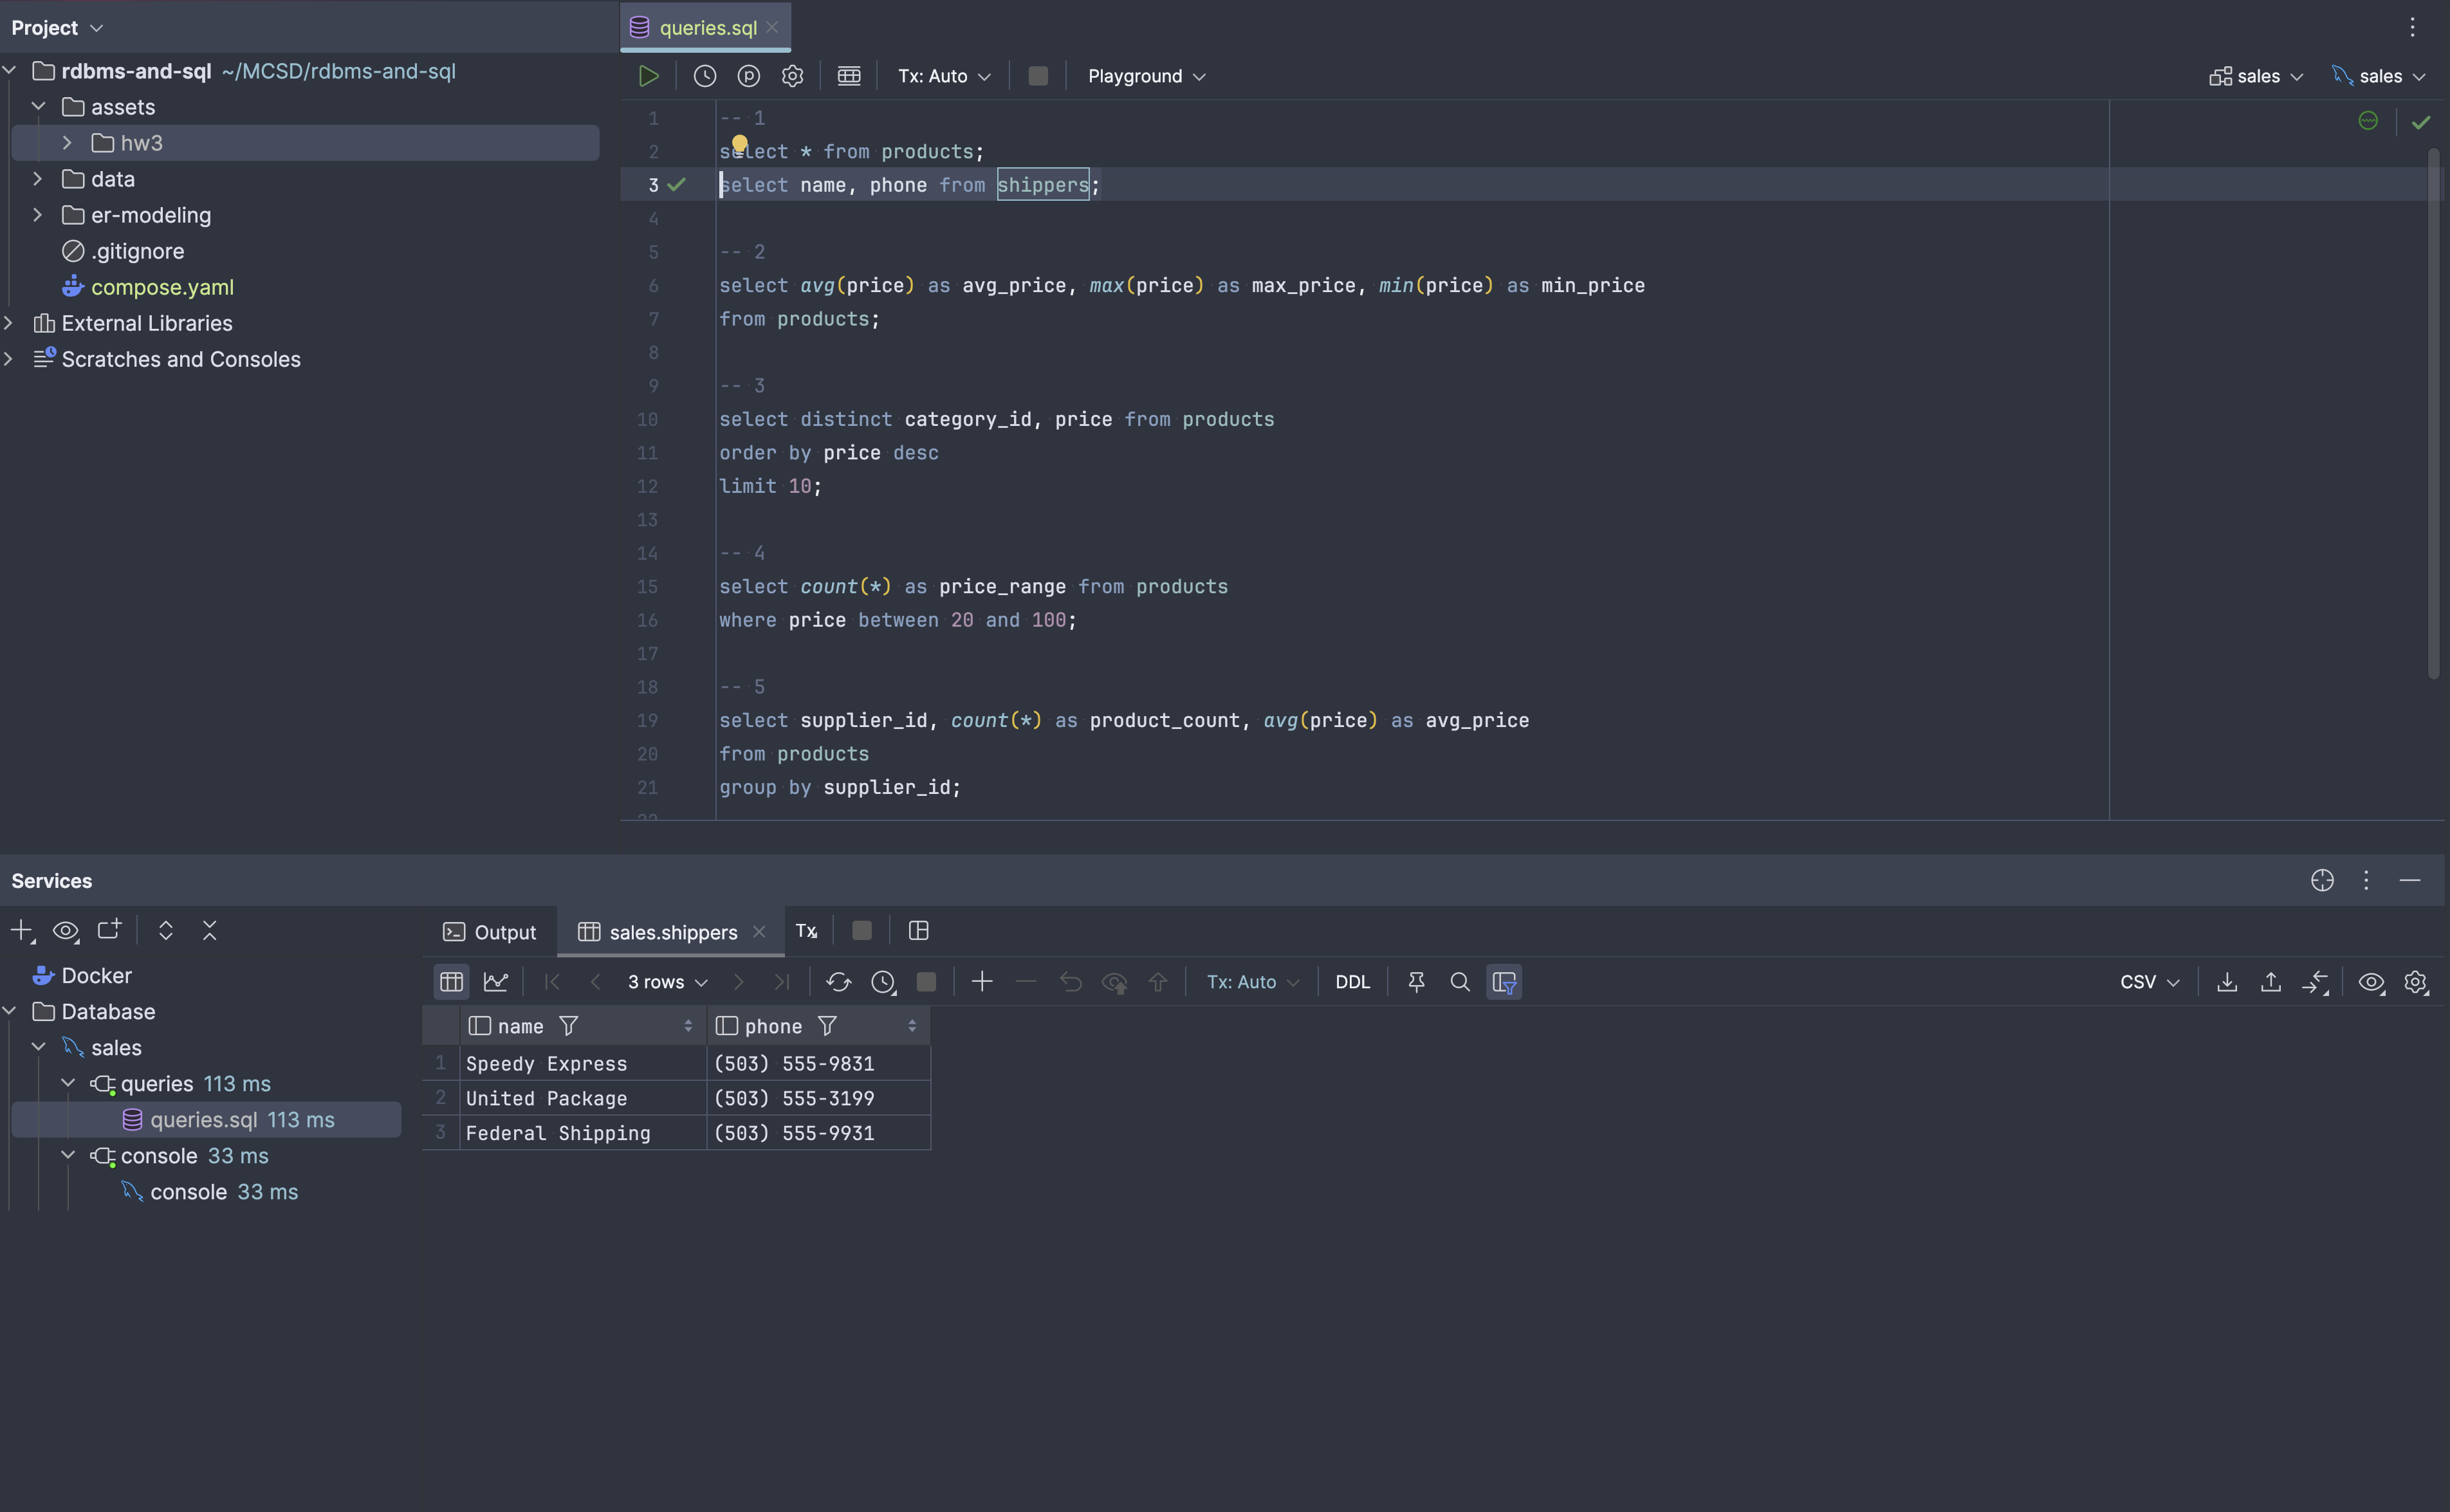 Project
queries.sql
rdbms-and-sql ~/MCSD/rdbms-and-sql
assets
hw3
data
er-modeling
.gitignore
compose.yaml
External Libraries
Scratches and Consoles
Tx: Auto
Playground
sales
sales
1 -- 1
2 select * from products;
3 select name, phone from shippers;
4
5 -- 2
6 select avg(price) as avg_price, max(price) as max_price, min(price) as min_price
7 from products;
8
9 -- 3
10 select distinct category_id, price from products
11 order by price desc
12 limit 10;
13
14 -- 4
15 select count(*) as price_range from products
16 where price between 20 and 100;
17
18 -- 5
19 select supplier_id, count(*) as product_count, avg(price) as avg_price
20 from products
21 group by supplier_id;
22
Services
Docker
Database
sales
queries 113 ms
queries.sql 113 ms
console 33 ms
console 33 ms
Output sales.shippers Tx
3 rows Tx: Auto DDL CSV
name phone
1 Speedy Express (503) 555-9831
2 United Package (503) 555-3199
3 Federal Shipping (503) 555-9931